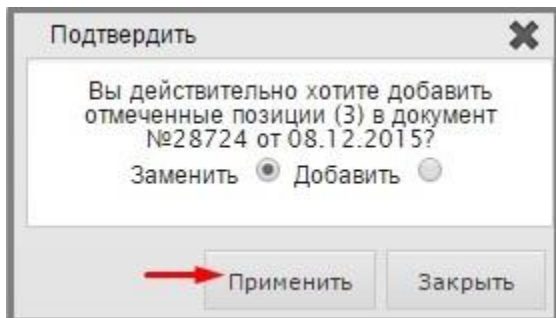 Подтвердить
Вы действительно хотите добавить
отмеченные позиции (3) в документ
№28724 от 08.12.2015?
Заменить Добавить
Применить Закрыть